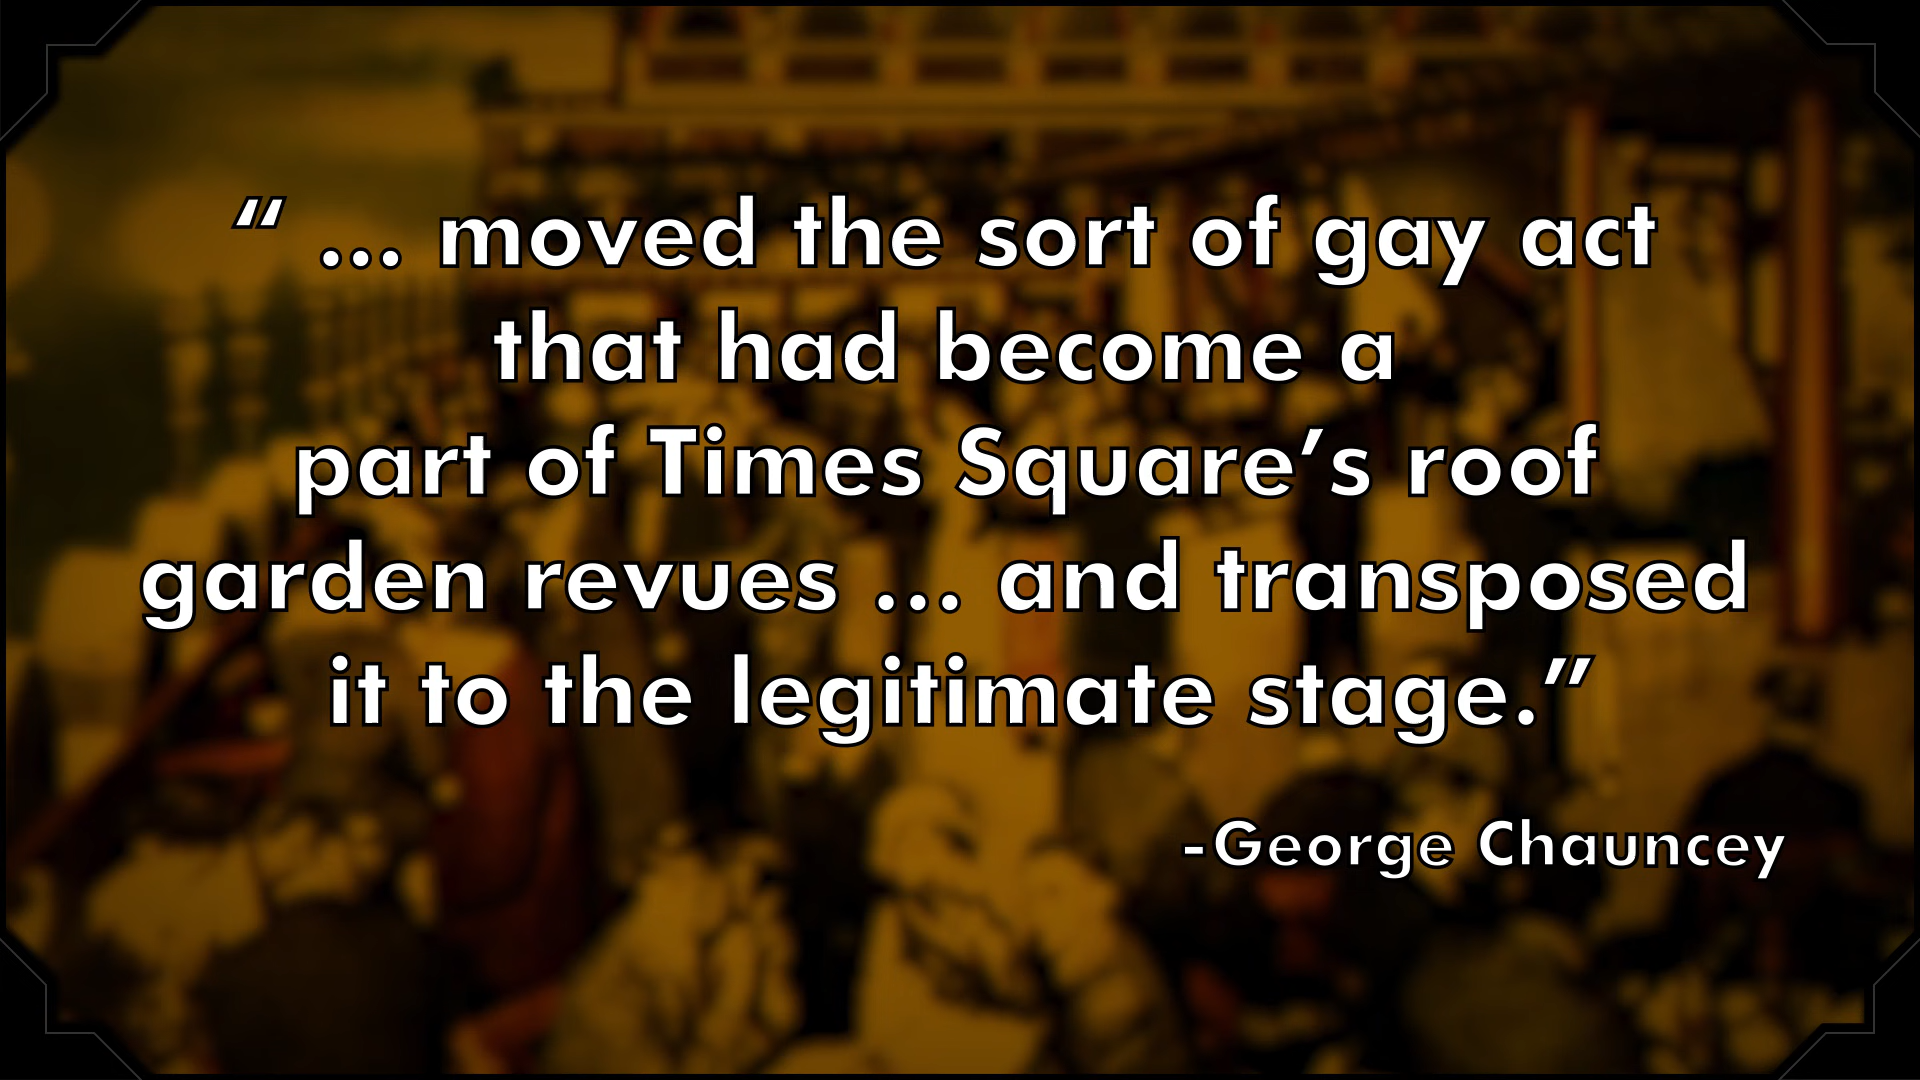 “ ... moved the sort of gay act
that had become a
part of Times Square’s roof
garden revues ... and transposed
it to the legitimate stage.”
-George Chauncey